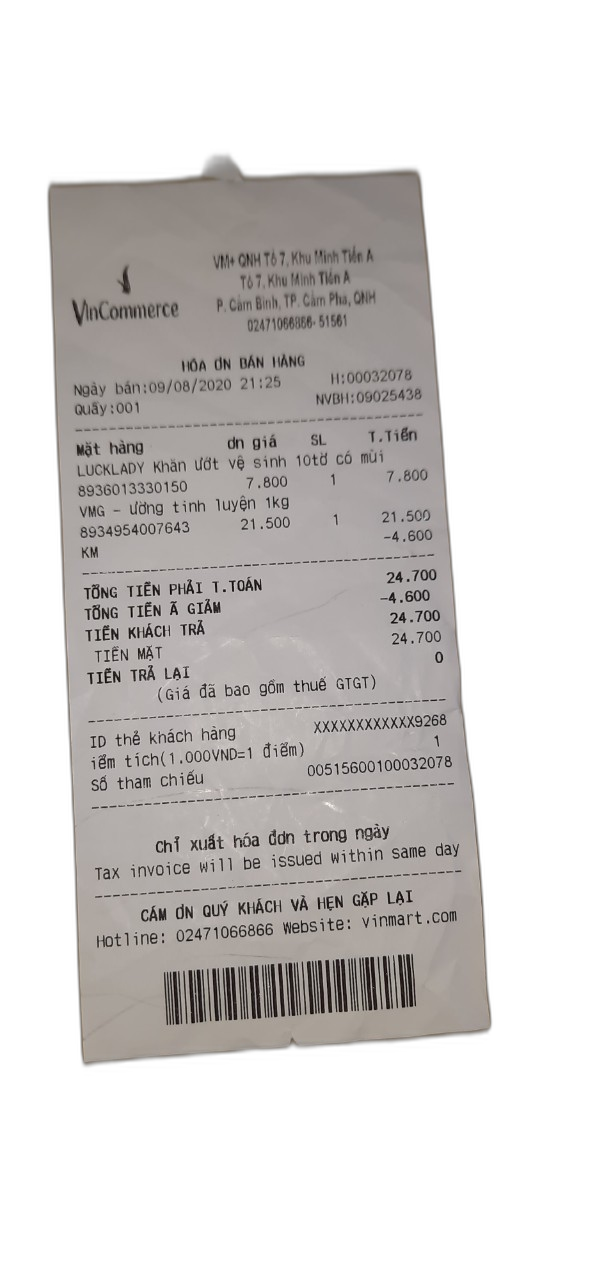 VinCommerce
VM+ QNH Tổ 7, Khu Minh Tiến A
Tổ 7, Khu Minh Tiến A
P. Cẩm Bình, TP. Cẩm Phả, QNH
02471066866-51561
HÓA ƠN BÁN HÀNG
Ngày bán:09/08/2020 21:25 H:00032078
Quầy:001 NVBH:09025438
Mặt hàng ơn giá SL T.Tiền
LUCKLADY Khăn ướt vệ sinh 10tờ có mùi
8936013330150 7.800 1 7.800
VMG - ường tinh luyện 1kg
8934954007643 21.500 1 21.500
KM -4.600
TỔNG TIỀN PHẢI T.TOÁN 24.700
TỔNG TIỀN Ã GIẢM -4.600
TIỀN KHÁCH TRẢ 24.700
TIỀN MẶT 24.700
TIỀN TRẢ LẠI 0
(Giá đã bao gồm thuế GTGT)
ID thẻ khách hàng XXXXXXXXXXXX9268
iểm tích(1.000VND=1 điểm) 1
Số tham chiếu 00515600100032078
Chỉ xuất hóa đơn trong ngày
Tax invoice will be issued within same day
CẢM ƠN QUÝ KHÁCH VÀ HẸN GẶP LẠI
Hotline: 02471066866 Website: vinmart.com